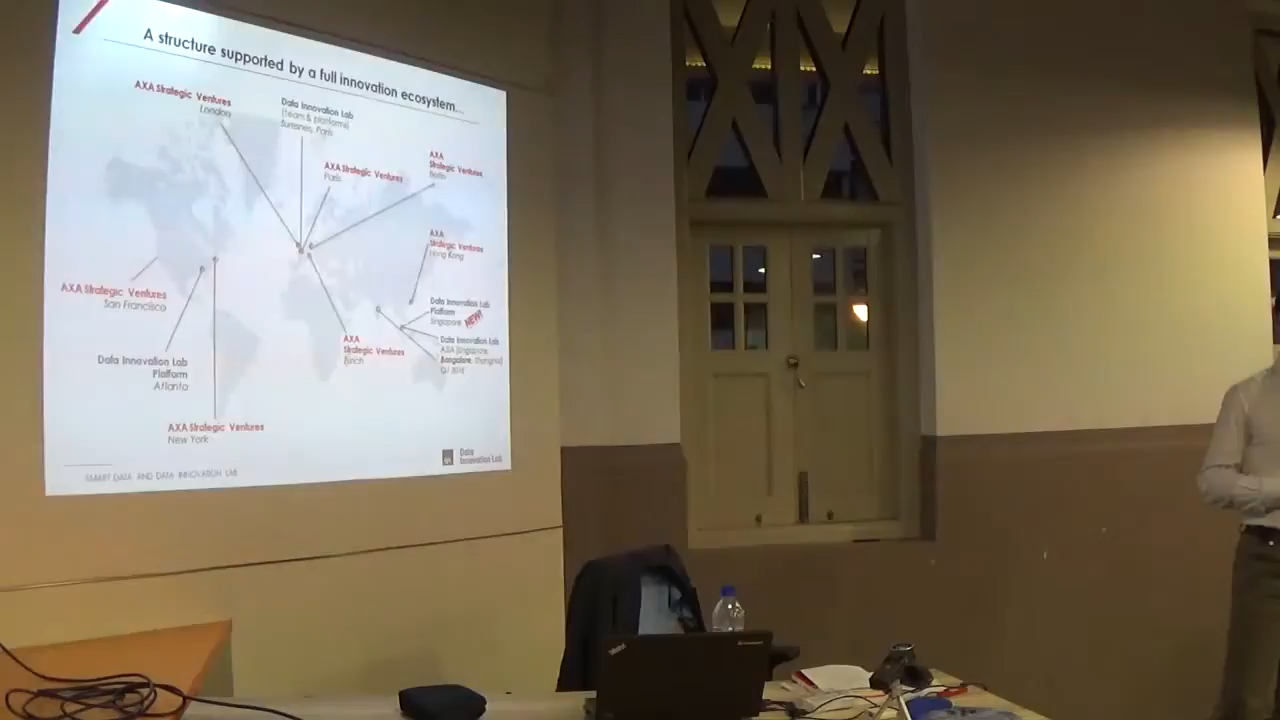 A structure supported by a full innovation ecosystem...
AXA Strategic Ventures
London
Data Innovation Lab
(team & platforms)
Suresnes, Paris
AXA Strategic Ventures
Paris
AXA
Strategic Ventures
Berlin
AXA
Strategic Ventures
Hong Kong
AXA Strategic Ventures
San Francisco
Data Innovation Lab
Platform
Singapore NEW!
Data Innovation Lab
AXA (Singapore,
Bangalore, Shanghai)
AXA
Strategic Ventures
Zurich
Data Innovation Lab
Platform
Atlanta
AXA Strategic Ventures
New York
SMART DATA AND DATA INNOVATION LAB
Data
Innovation Lab
ThinkPad